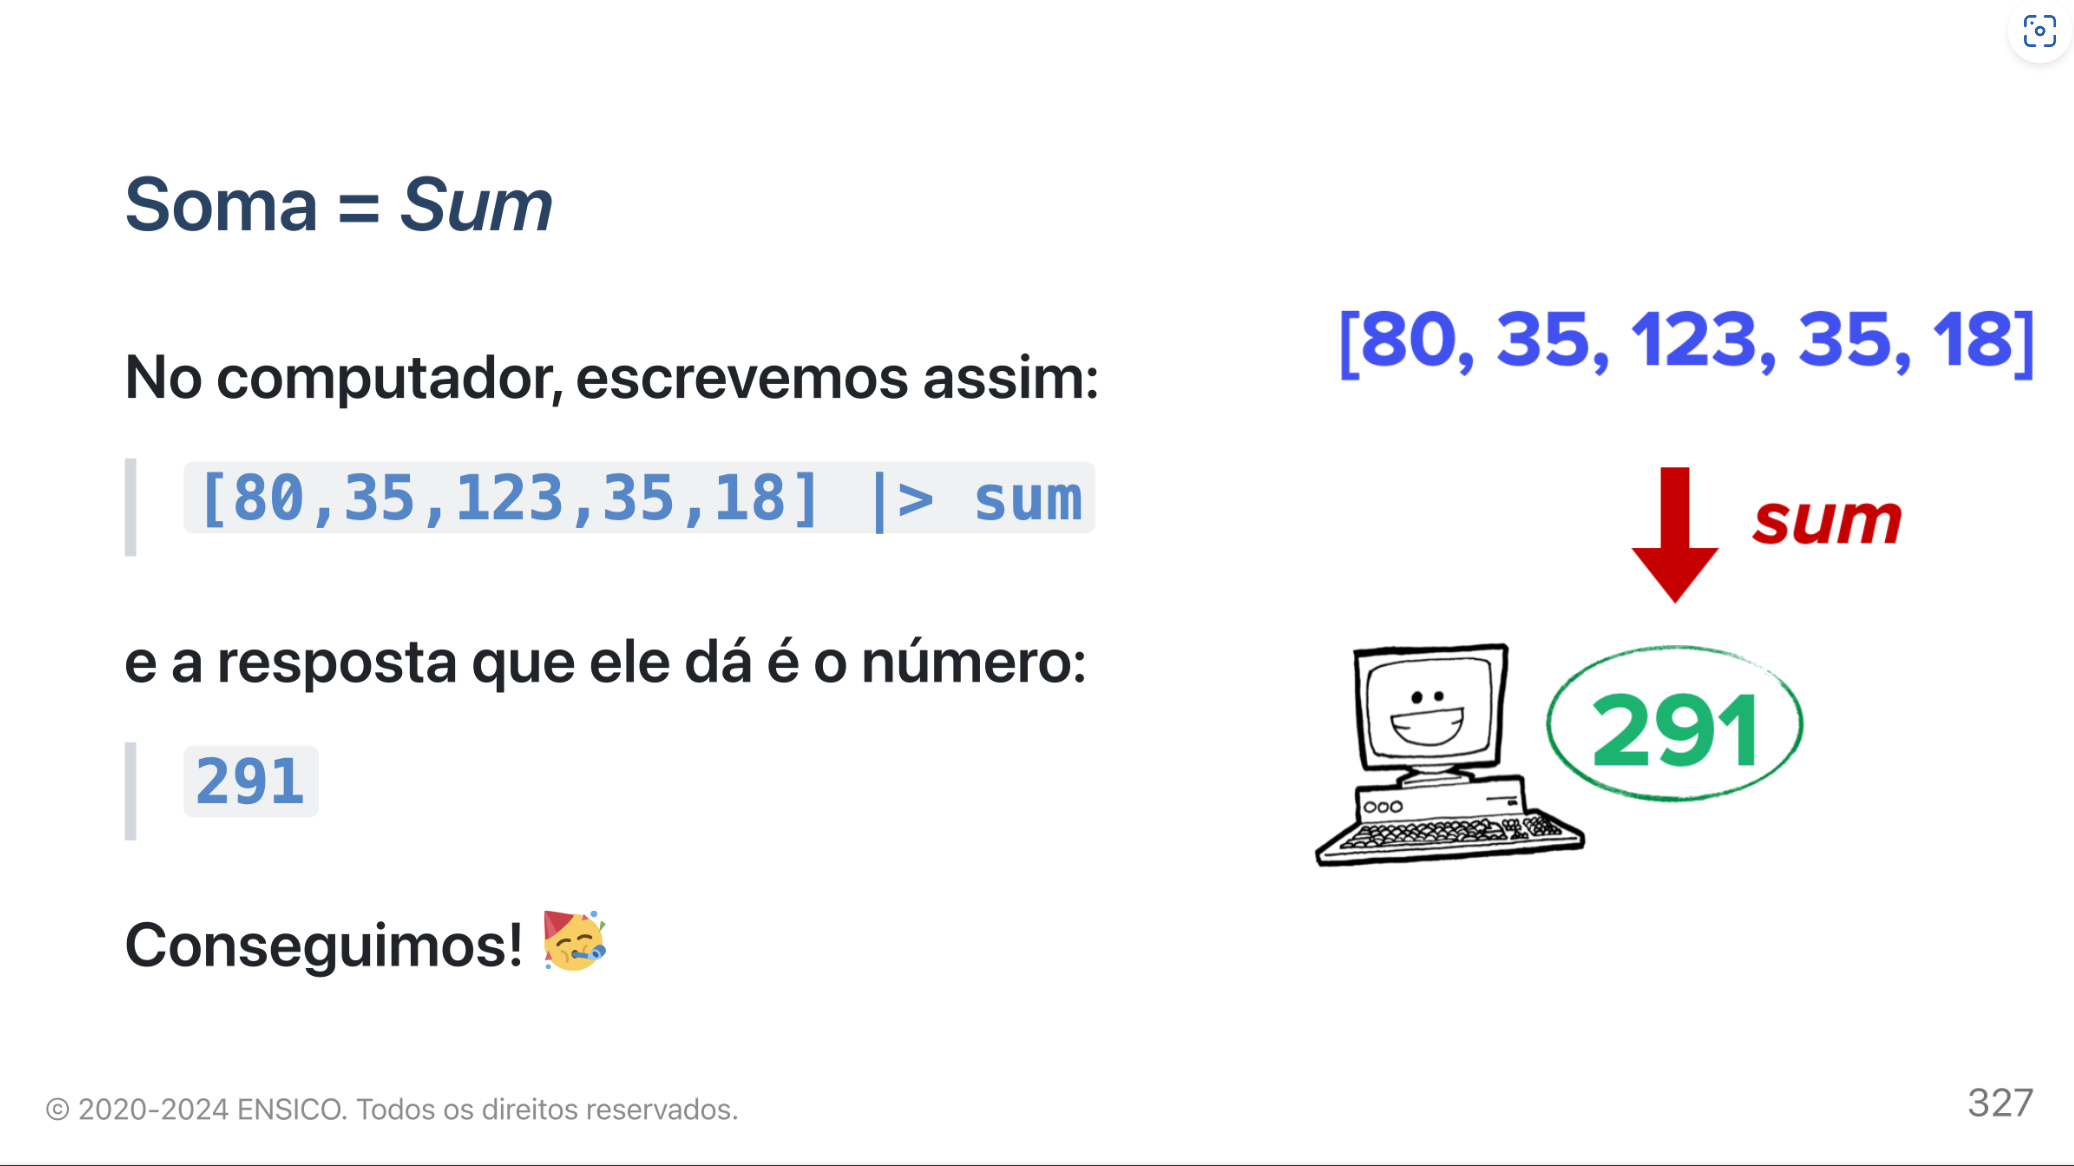 Soma = Sum
No computador, escrevemos assim:
[80,35,123,35,18] |> sum
e a resposta que ele dá é o número:
291
Conseguimos! 🥳
[80, 35, 123, 35, 18]
sum
291
© 2020-2024 ENSICO. Todos os direitos reservados.
327